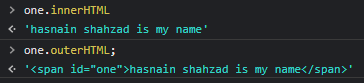 > one.innerHTML
< 'hasnain shahzad is my name'
> one.outerHTML;
< '<span id="one">hasnain shahzad is my name</span>'